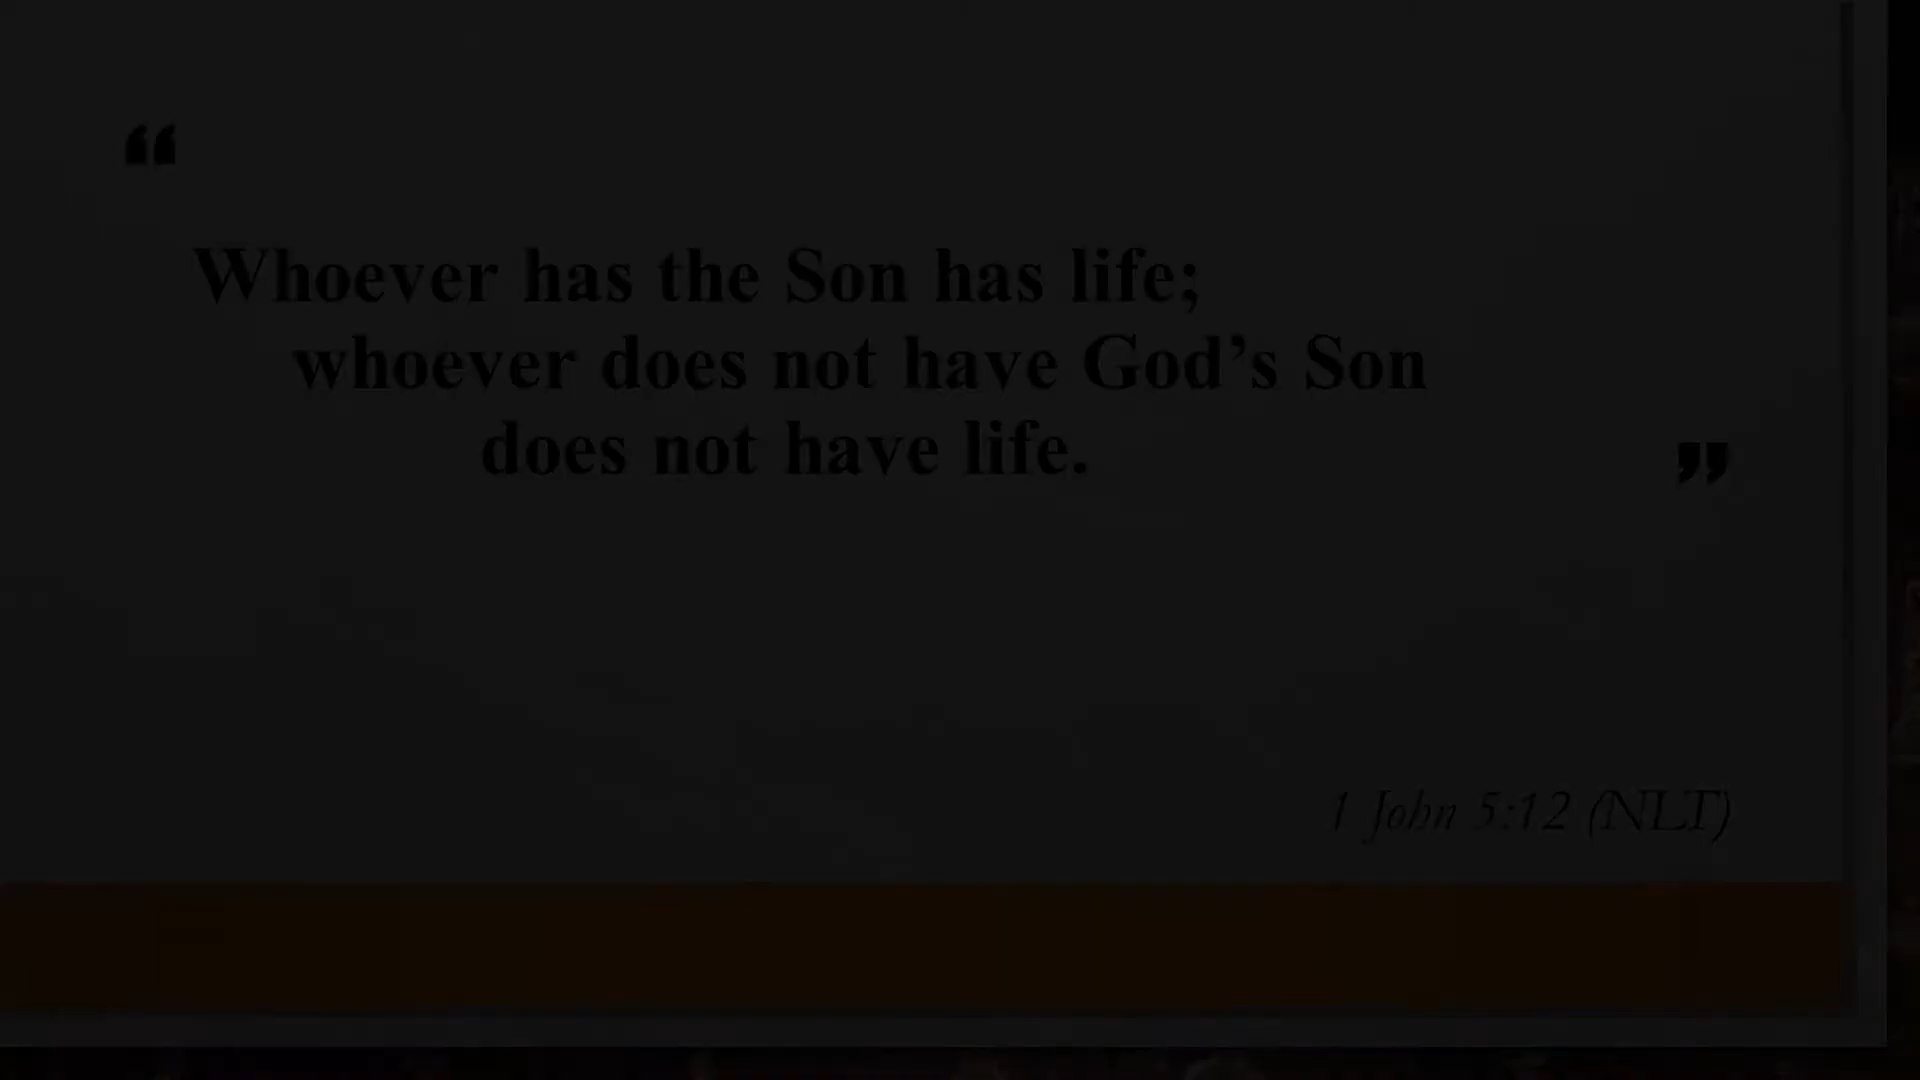 “
Whoever has the Son has life;
whoever does not have God’s Son
does not have life.
”
1 John 5:12 (NLT)